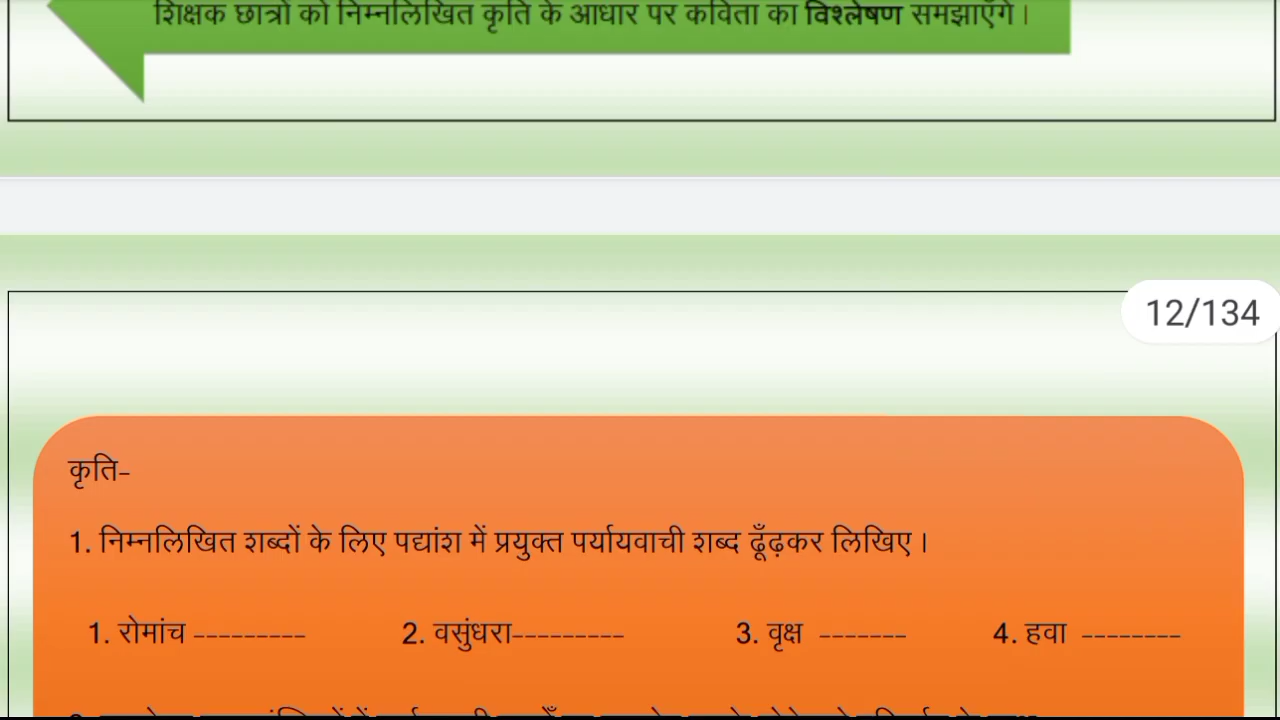 शिक्षक छात्रों को निम्नलिखित कृति के आधार पर कविता का विश्लेषण समझाएँगे ।
12/134
कृति-
1. निम्नलिखित शब्दों के लिए पद्यांश में प्रयुक्त पर्यायवाची शब्द ढूँढ़कर लिखिए ।
1. रोमांच --------- 2. वसुंधरा--------- 3. वृक्ष ------- 4. हवा --------